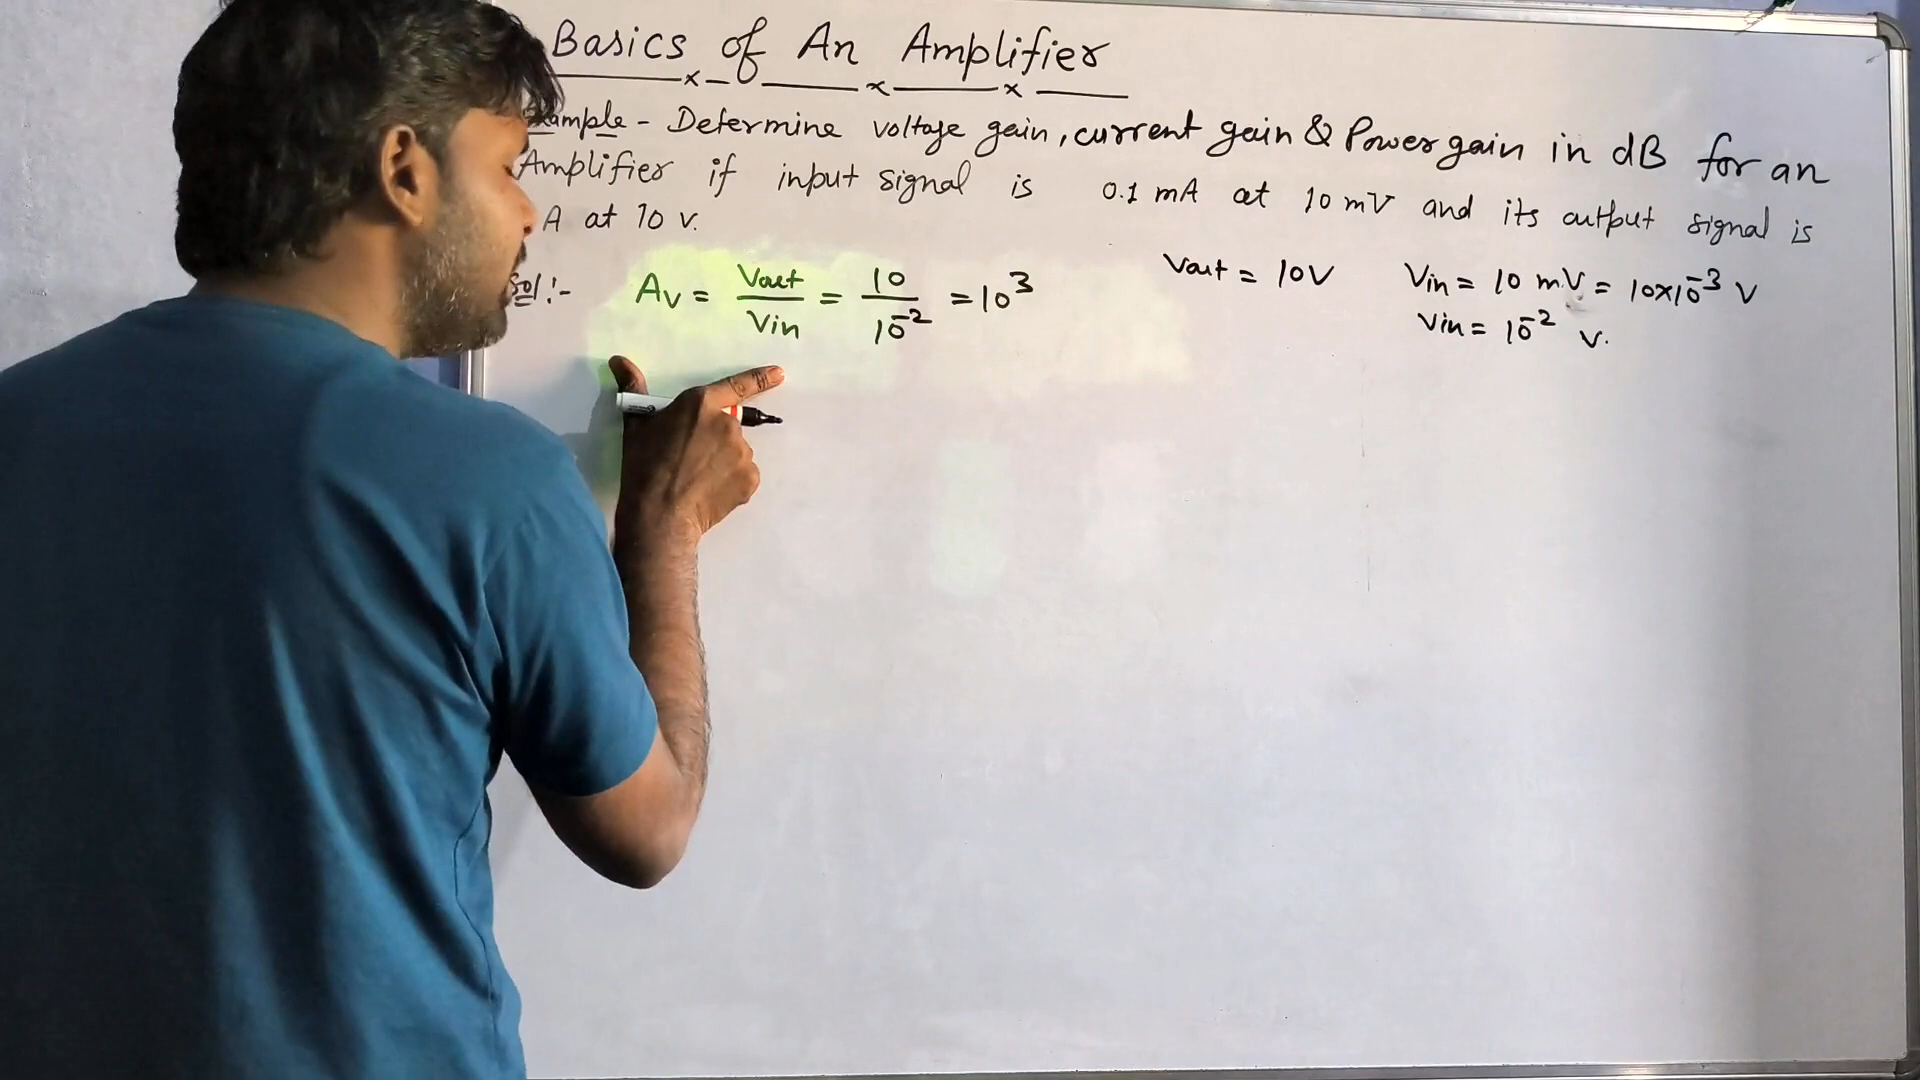 Basics of An Amplifier
Example - Determine voltage gain, current gain & Power gain in dB for an
Amplifier if input signal is 0.1 mA at 10 mV and its output signal is
A at 10 v.
Sol:- Av = Vout/Vin = 10/10⁻² = 10³
Vout = 10V
Vin = 10 mV = 10×10⁻³ V
Vin = 10⁻² v.